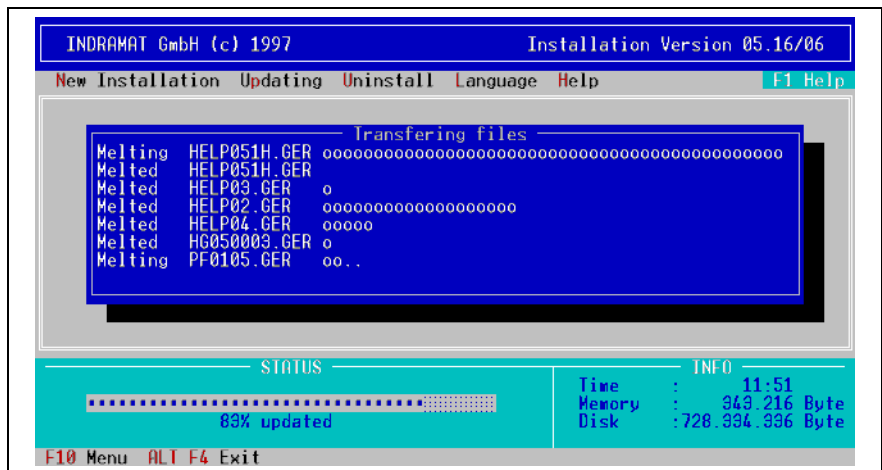 INDRAMAT GmbH (c) 1997 Installation Version 05.16/06
New Installation Updating Uninstall Language Help F1 Help
Transfering files
Melting HELP051H.GER oooooooooooooooooooooooooooooooooooooooooooooo
Melted HELP051H.GER
Melted HELP03.GER o
Melted HELP02.GER ooooooooooooooooooo
Melted HELP04.GER ooooo
Melted HG050003.GER o
Melting PF0105.GER oo..
STATUS
83% updated
INFO
Time : 11:51
Memory : 343.216 Byte
Disk :728.334.336 Byte
F10 Menu ALT F4 Exit